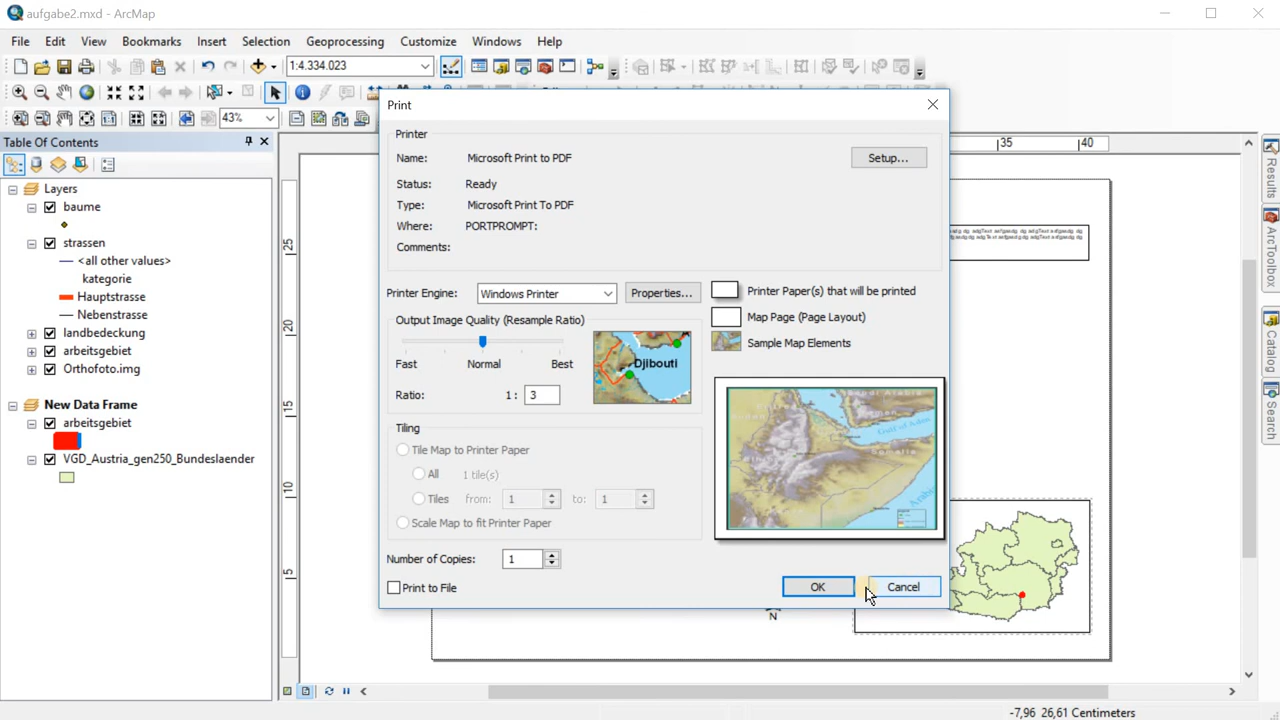 aufgabe2.mxd - ArcMap
File Edit View Bookmarks Insert Selection Geoprocessing Customize Windows Help
1:4.334.023
43%
Table Of Contents
Layers
baume
strassen
<all other values>
kategorie
Hauptstrasse
Nebenstrasse
landbedeckung
arbeitsgebiet
Orthofoto.img
New Data Frame
arbeitsgebiet
VGD_Austria_gen250_Bundeslaender
Print
Printer
Name: Microsoft Print to PDF
Setup...
Status: Ready
Type: Microsoft Print To PDF
Where: PORTPROMPT:
Comments:
Printer Engine: Windows Printer Properties...
Output Image Quality (Resample Ratio)
Fast Normal Best
Ratio: 1: 3
Djibouti
Printer Paper(s) that will be printed
Map Page (Page Layout)
Sample Map Elements
Tiling
Tile Map to Printer Paper
All 1 tile(s)
Tiles from: 1 to: 1
Scale Map to fit Printer Paper
Number of Copies: 1
Print to File
OK Cancel
35 40
25
20
15
10
5
N
Results
ArcToolbox
Catalog
Search
-7,96 26,61 Centimeters